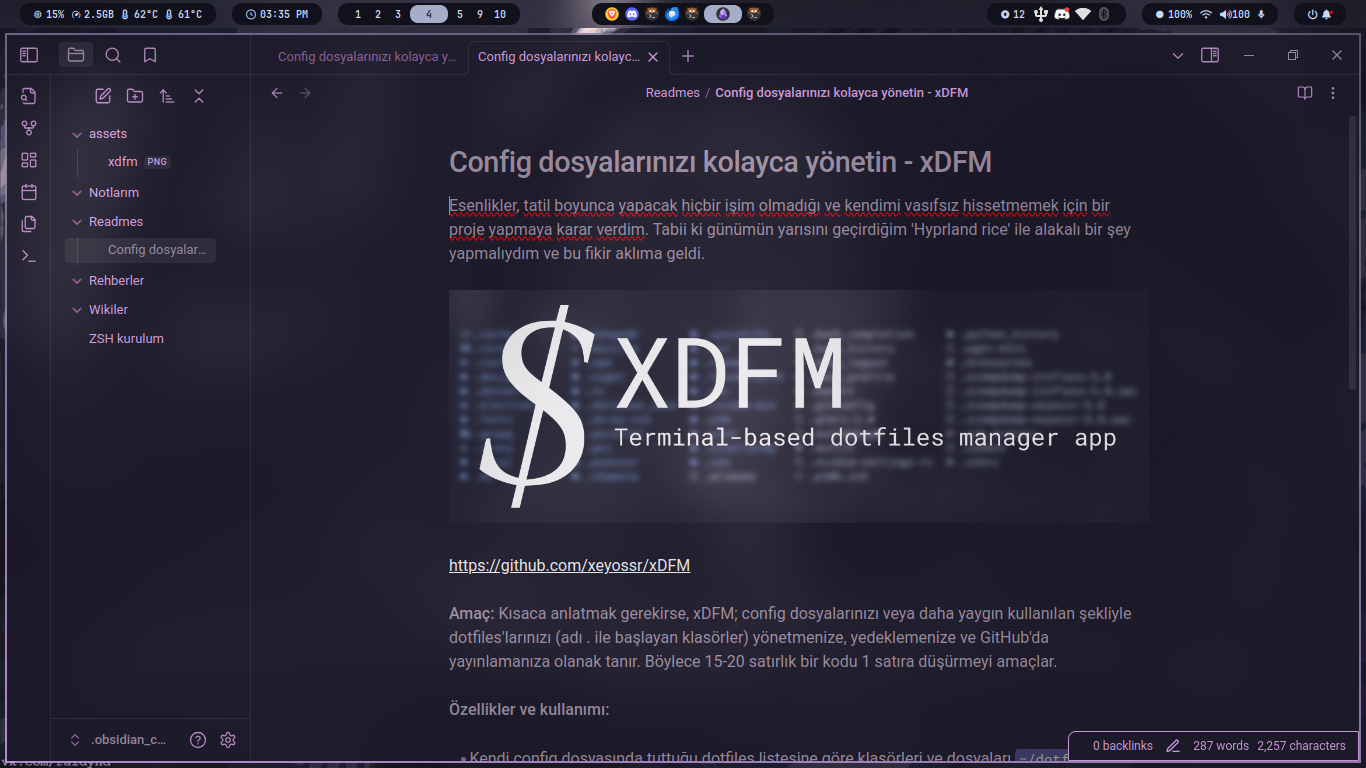 15% 2.5GB 62°C 61°C
03:35 PM
1 2 3 4 5 9 10
12
100% 100
Config dosyalarınızı kolayca y...
Config dosyalarınızı kolayc...
Readmes / Config dosyalarınızı kolayca yönetin - xDFM
assets
xdfm PNG
Notlarım
Readmes
Config dosyalar...
Rehberler
Wikiler
ZSH kurulum
.obsidian_c...
Config dosyalarınızı kolayca yönetin - xDFM
Esenlikler, tatil boyunca yapacak hiçbir işim olmadığı ve kendimi vasıfsız hissetmemek için bir
proje yapmaya karar verdim. Tabii ki günümün yarısını geçirdiğim 'Hyprland rice' ile alakalı bir şey
yapmalıydım ve bu fikir aklıma geldi.
$ XDFM
Terminal-based dotfiles manager app
https://github.com/xeyossr/xDFM
Amaç: Kısaca anlatmak gerekirse, xDFM; config dosyalarınızı veya daha yaygın kullanılan şekliyle
dotfiles'larınızı (adı . ile başlayan klasörler) yönetmenize, yedeklemenize ve GitHub'da
yayınlamanıza olanak tanır. Böylece 15-20 satırlık bir kodu 1 satıra düşürmeyi amaçlar.
Özellikler ve kullanımı:
• Kendi config dosyasında tuttuğu dotfiles listesine göre klasörleri ve dosyaları ~/dotf
0 backlinks 287 words 2,257 characters